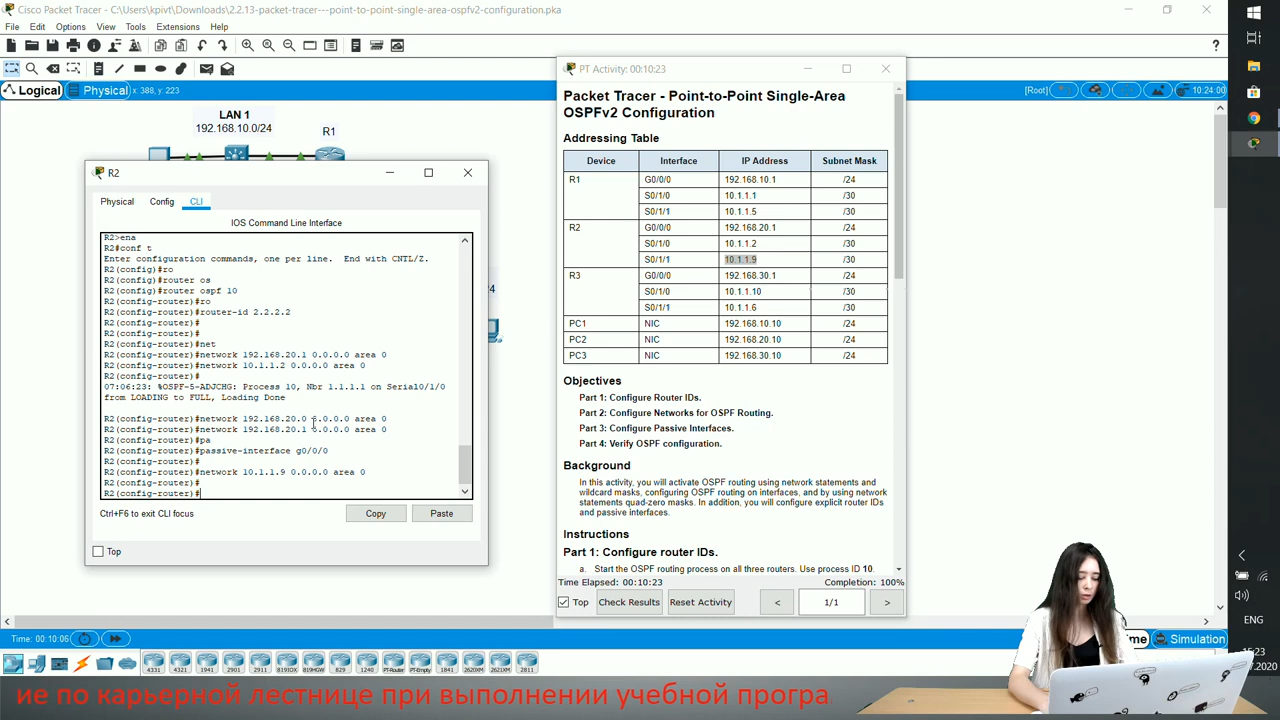 Cisco Packet Tracer - C:\Users\kpivt\Downloads\2.2.13-packet-tracer---point-to-point-single-area-ospfv2-configuration.pka
File Edit Options View Tools Extensions Help
Logical Physical x: 388, y: 223 [Root] 10:24:00
LAN 1
192.168.10.0/24
R1
R2
Physical Config CLI
IOS Command Line Interface
R2>ena
R2#conf t
Enter configuration commands, one per line. End with CNTL/Z.
R2(config)#ro
R2(config)#router os
R2(config)#router ospf 10
R2(config-router)#ro
R2(config-router)#router-id 2.2.2.2
R2(config-router)#
R2(config-router)#
R2(config-router)#net
R2(config-router)#network 192.168.20.1 0.0.0.0 area 0
R2(config-router)#network 10.1.1.2 0.0.0.0 area 0
R2(config-router)#
07:06:23: %OSPF-5-ADJCHG: Process 10, Nbr 1.1.1.1 on Serial0/1/0
from LOADING to FULL, Loading Done
R2(config-router)#network 192.168.20.0 0.0.0.0 area 0
R2(config-router)#network 192.168.20.1 0.0.0.0 area 0
R2(config-router)#pa
R2(config-router)#passive-interface g0/0/0
R2(config-router)#
R2(config-router)#network 10.1.1.9 0.0.0.0 area 0
R2(config-router)#
R2(config-router)#
Ctrl+F6 to exit CLI focus
Copy Paste
Top
PT Activity: 00:10:23
Packet Tracer - Point-to-Point Single-Area
OSPFv2 Configuration
Addressing Table
Device Interface IP Address Subnet Mask
R1 G0/0/0 192.168.10.1 /24
S0/1/0 10.1.1.1 /30
S0/1/1 10.1.1.5 /30
R2 G0/0/0 192.168.20.1 /24
S0/1/0 10.1.1.2 /30
S0/1/1 10.1.1.9 /30
R3 G0/0/0 192.168.30.1 /24
S0/1/0 10.1.1.10 /30
S0/1/1 10.1.1.6 /30
PC1 NIC 192.168.10.10 /24
PC2 NIC 192.168.20.10 /24
PC3 NIC 192.168.30.10 /24
Objectives
Part 1: Configure Router IDs.
Part 2: Configure Networks for OSPF Routing.
Part 3: Configure Passive Interfaces.
Part 4: Verify OSPF configuration.
Background
In this activity, you will activate OSPF routing using network statements and
wildcard masks, configuring OSPF routing on interfaces, and by using network
statements quad-zero masks. In addition, you will configure explicit router IDs
and passive interfaces.
Instructions
Part 1: Configure router IDs.
a. Start the OSPF routing process on all three routers. Use process ID 10.
Time Elapsed: 00:10:23 Completion: 100%
Top Check Results Reset Activity < 1/1 >
Time: 00:10:06 Simulation
4331 4321 1941 2901 2911 819IOX 819HGW 829 1240 PT-Router PT-Empty 1841 2620XM 2621XM 2811
ENG
ие по карьерной лестнице при выполнении учебной програ